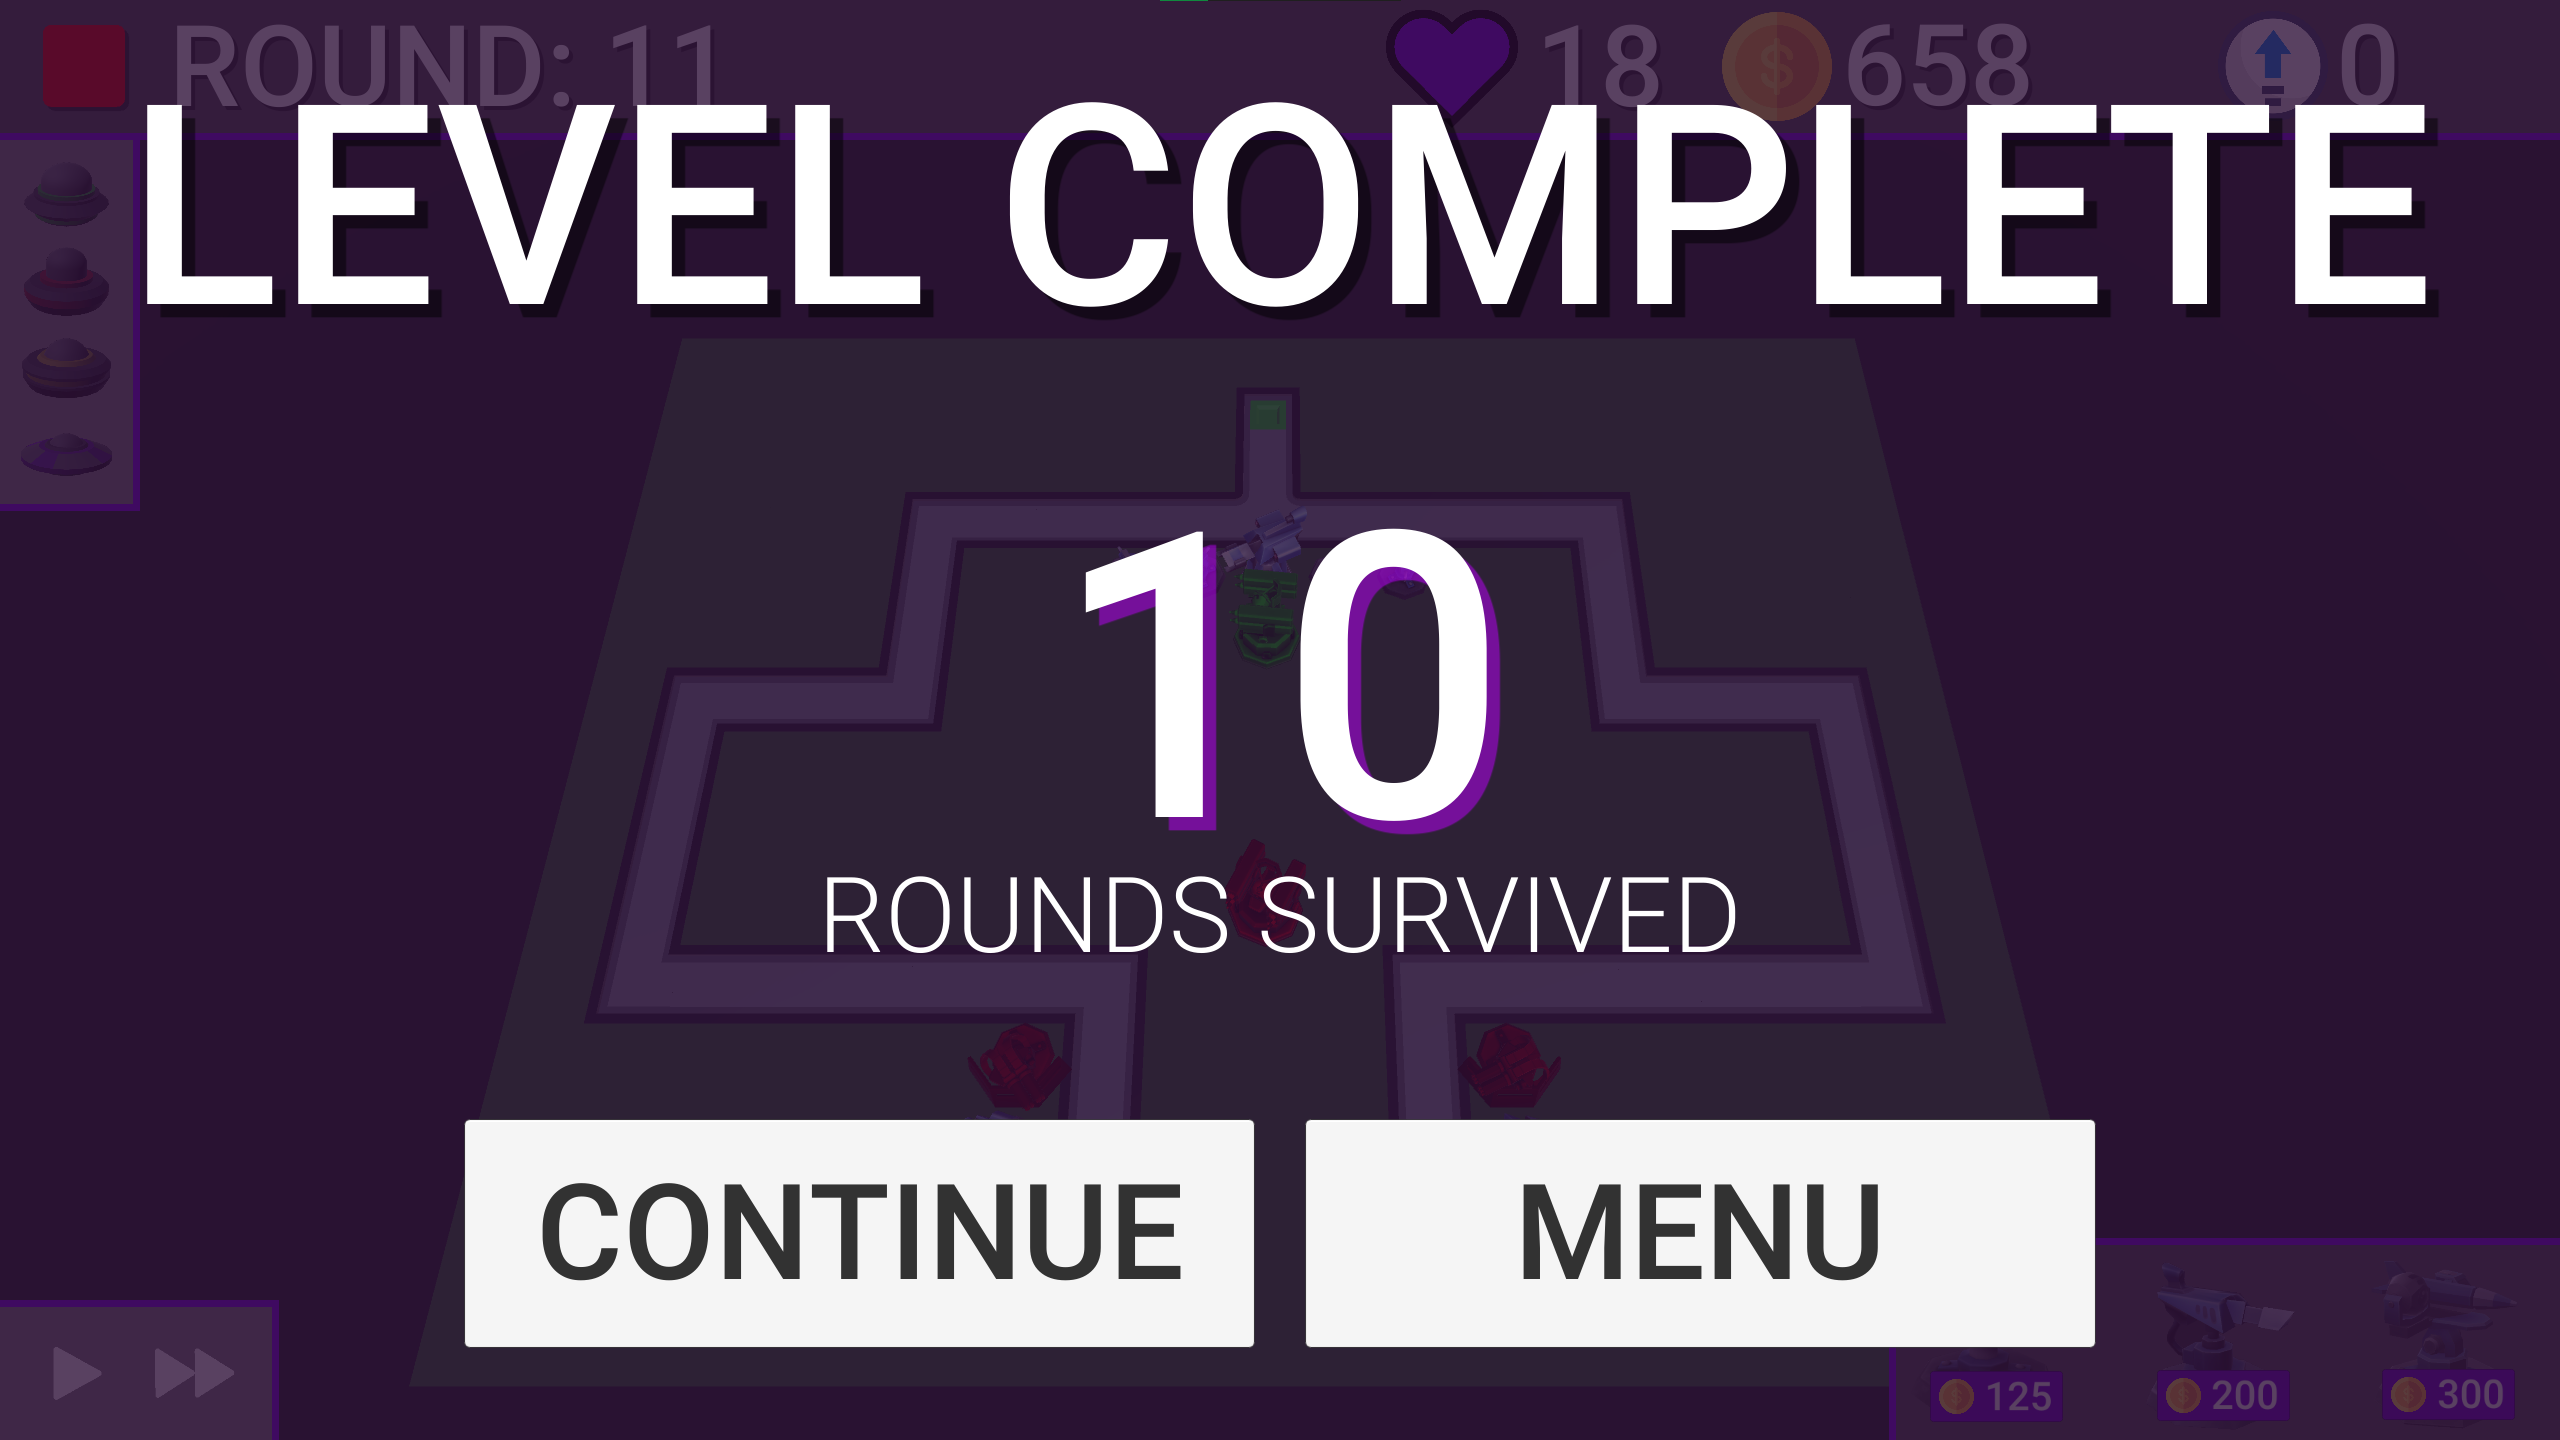 ROUND: 11 18 $ 658 0
LEVEL COMPLETE
10
ROUNDS SURVIVED
CONTINUE MENU
$ 125 $ 200 $ 300